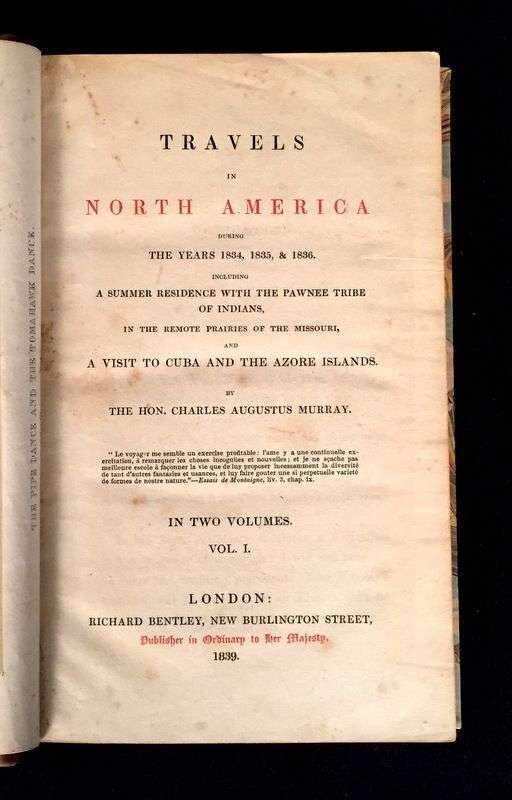 THE PIPE DANCE AND THE TOMAHAWK DANCE.
TRAVELS
IN
NORTH AMERICA
DURING
THE YEARS 1834, 1835, & 1836.
INCLUDING
A SUMMER RESIDENCE WITH THE PAWNEE TRIBE
OF INDIANS,
IN THE REMOTE PRAIRIES OF THE MISSOURI,
AND
A VISIT TO CUBA AND THE AZORE ISLANDS.
BY
THE HON. CHARLES AUGUSTUS MURRAY.
"Le voyager me semble un exercise profitable: l'ame y a une continuelle ex-
ercitation, à remarquer les choses incogules et nouvelles; et je ne sçache pas
meilleure escole à façonner la vie que de luy proposer incessamment la diversité
de tant d'autres fantasies et usances, et luy faire gouter une si perpetuelle varieté
de formes de nostre nature."—Essais de Montaigne, liv. 3, chap. ix.
IN TWO VOLUMES.
VOL. I.
LONDON:
RICHARD BENTLEY, NEW BURLINGTON STREET,
Publisher in Ordinary to Her Majesty.
1839.